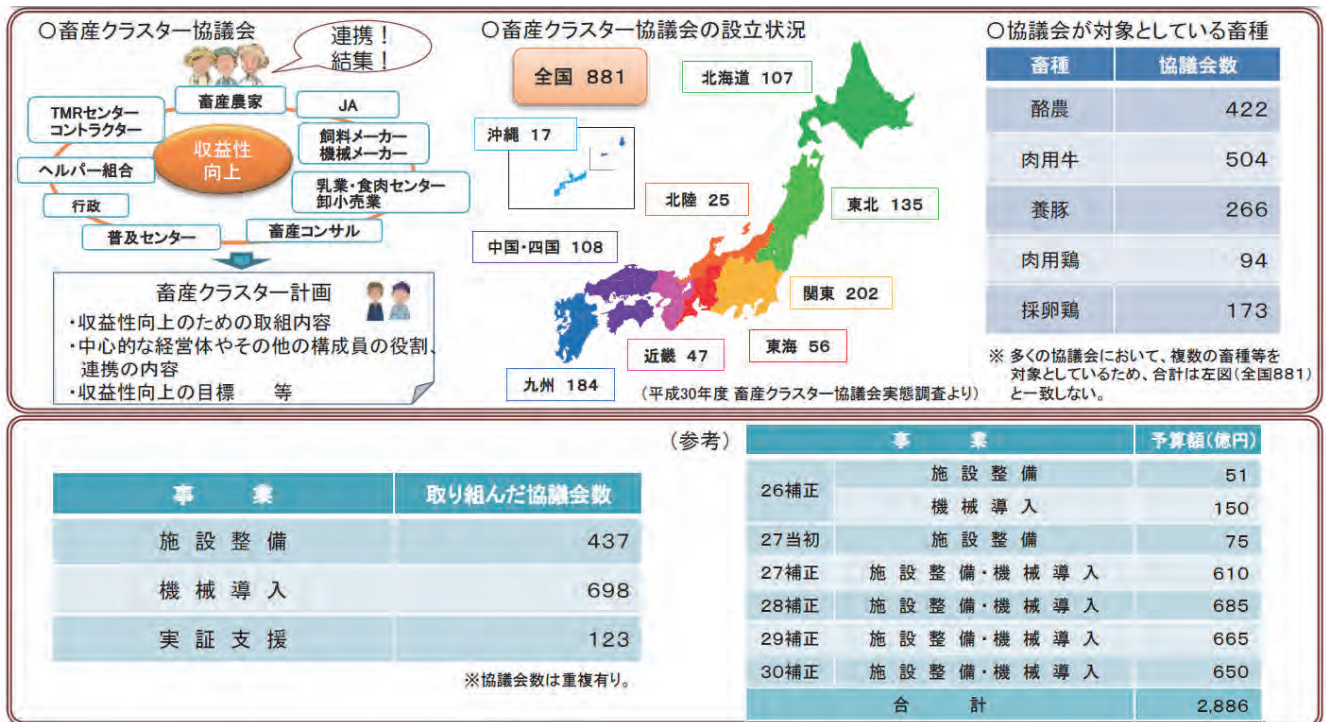 ○畜産クラスター協議会
連携!
結集!
畜産農家
JA
TMRセンター
コントラクター
飼料メーカー
機械メーカー
収益性
向上
ヘルパー組合
乳業・食肉センター
卸小売業
行政
普及センター
畜産コンサル
畜産クラスター計画
・収益性向上のための取組内容
・中心的な経営体やその他の構成員の役割、
連携の内容
・収益性向上の目標 等
○畜産クラスター協議会の設立状況
全国 881
北海道 107
沖縄 17
北陸 25
東北 135
中国・四国 108
関東 202
近畿 47
東海 56
九州 184
(平成30年度 畜産クラスター協議会実態調査より)
○協議会が対象としている畜種
畜種 協議会数
酪農 422
肉用牛 504
養豚 266
肉用鶏 94
採卵鶏 173
※ 多くの協議会において、複数の畜種等を
対象としているため、合計は左図(全国881)
と一致しない。
事 業 取り組んだ協議会数
施設整備 437
機械導入 698
実証支援 123
※協議会数は重複有り。
(参考)
事 業 予算額(億円)
26補正 施設整備 51
機械導入 150
27当初 施設整備 75
27補正 施設整備・機械導入 610
28補正 施設整備・機械導入 685
29補正 施設整備・機械導入 665
30補正 施設整備・機械導入 650
合 計 2,886